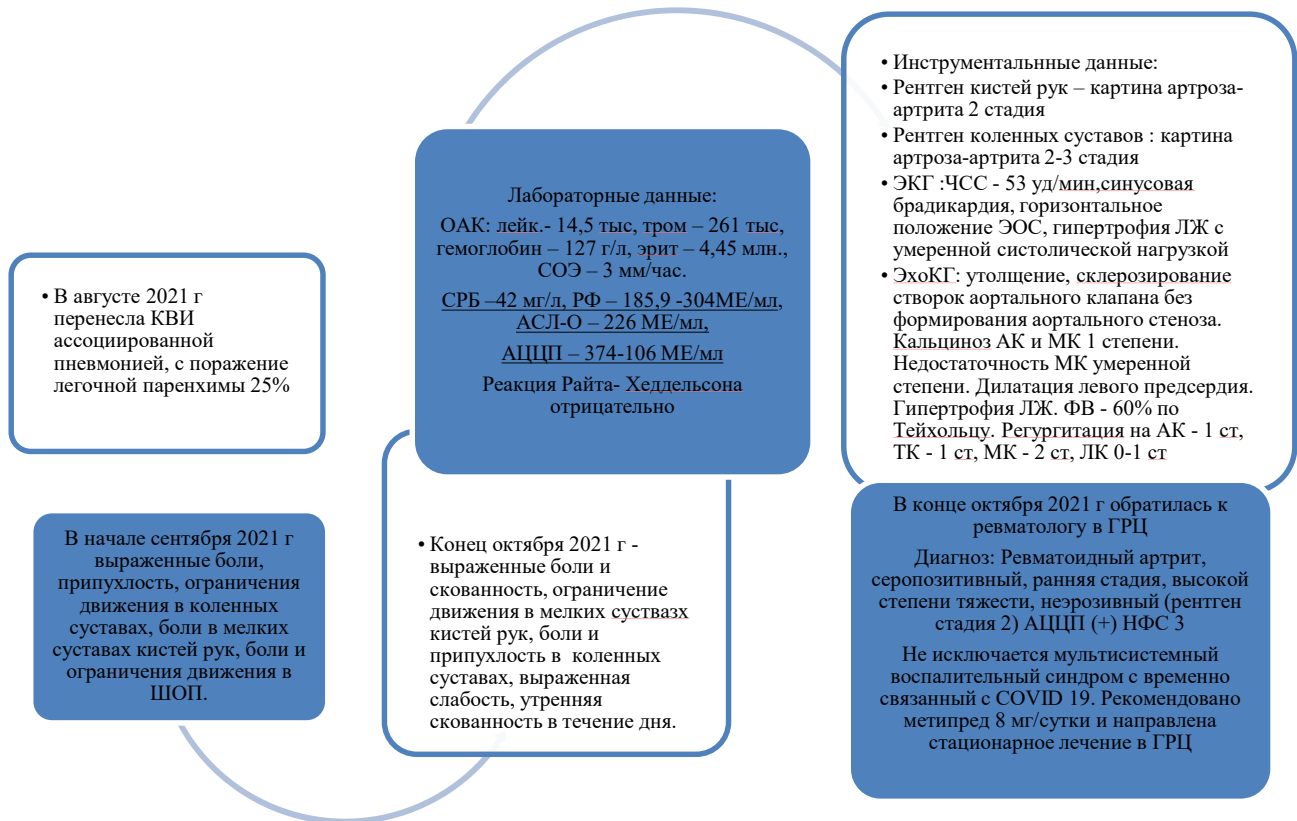 • В августе 2021 г
перенесла КВИ
ассоциированной
пневмонией, с поражение
легочной паренхимы 25%
В начале сентября 2021 г
выраженные боли,
припухлость, ограничения
движения в коленных
суставах, боли в мелких
суставах кистей рук, боли и
ограничения движения в
ШОП.
• Конец октября 2021 г -
выраженные боли и
скованность, ограничение
движения в мелких суствазх
кистей рук, боли и
припухлость в коленных
суставах, выраженная
слабость, утренняя
скованность в течение дня.
Лабораторные данные:
ОАК: лейк.- 14,5 тыс, тром – 261 тыс,
гемоглобин – 127 г/л, эрит – 4,45 млн.,
СОЭ – 3 мм/час.
СРБ –42 мг/л, РФ – 185,9 -304МЕ/мл,
АСЛ-О – 226 МЕ/мл,
АЦЦП – 374-106 МЕ/мл
Реакция Райта- Хеддельсона
отрицательно
• Инструментальнные данные:
• Рентген кистей рук – картина артроза-
артрита 2 стадия
• Рентген коленных суставов : картина
артроза-артрита 2-3 стадия
• ЭКГ :ЧСС - 53 уд/мин,синусовая
брадикардия, горизонтальное
положение ЭОС, гипертрофия ЛЖ с
умеренной систолической нагрузкой
• ЭхоКГ: утолщение, склерозирование
створок аортального клапана без
формирования аортального стеноза.
Кальциноз АК и МК 1 степени.
Недостаточность МК умеренной
степени. Дилатация левого предсердия.
Гипертрофия ЛЖ. ФВ - 60% по
Тейхольцу. Регургитация на АК - 1 ст,
ТК - 1 ст, МК - 2 ст, ЛК 0-1 ст
В конце октября 2021 г обратилась к
ревматологу в ГРЦ
Диагноз: Ревматоидный артрит,
серопозитивный, ранняя стадия, высокой
степени тяжести, неэрозивный (рентген
стадия 2) АЦЦП (+) НФС 3
Не исключается мультисистемный
воспалительный синдром с временно
связанный с COVID 19. Рекомендовано
метипред 8 мг/сутки и направлена
стационарное лечение в ГРЦ